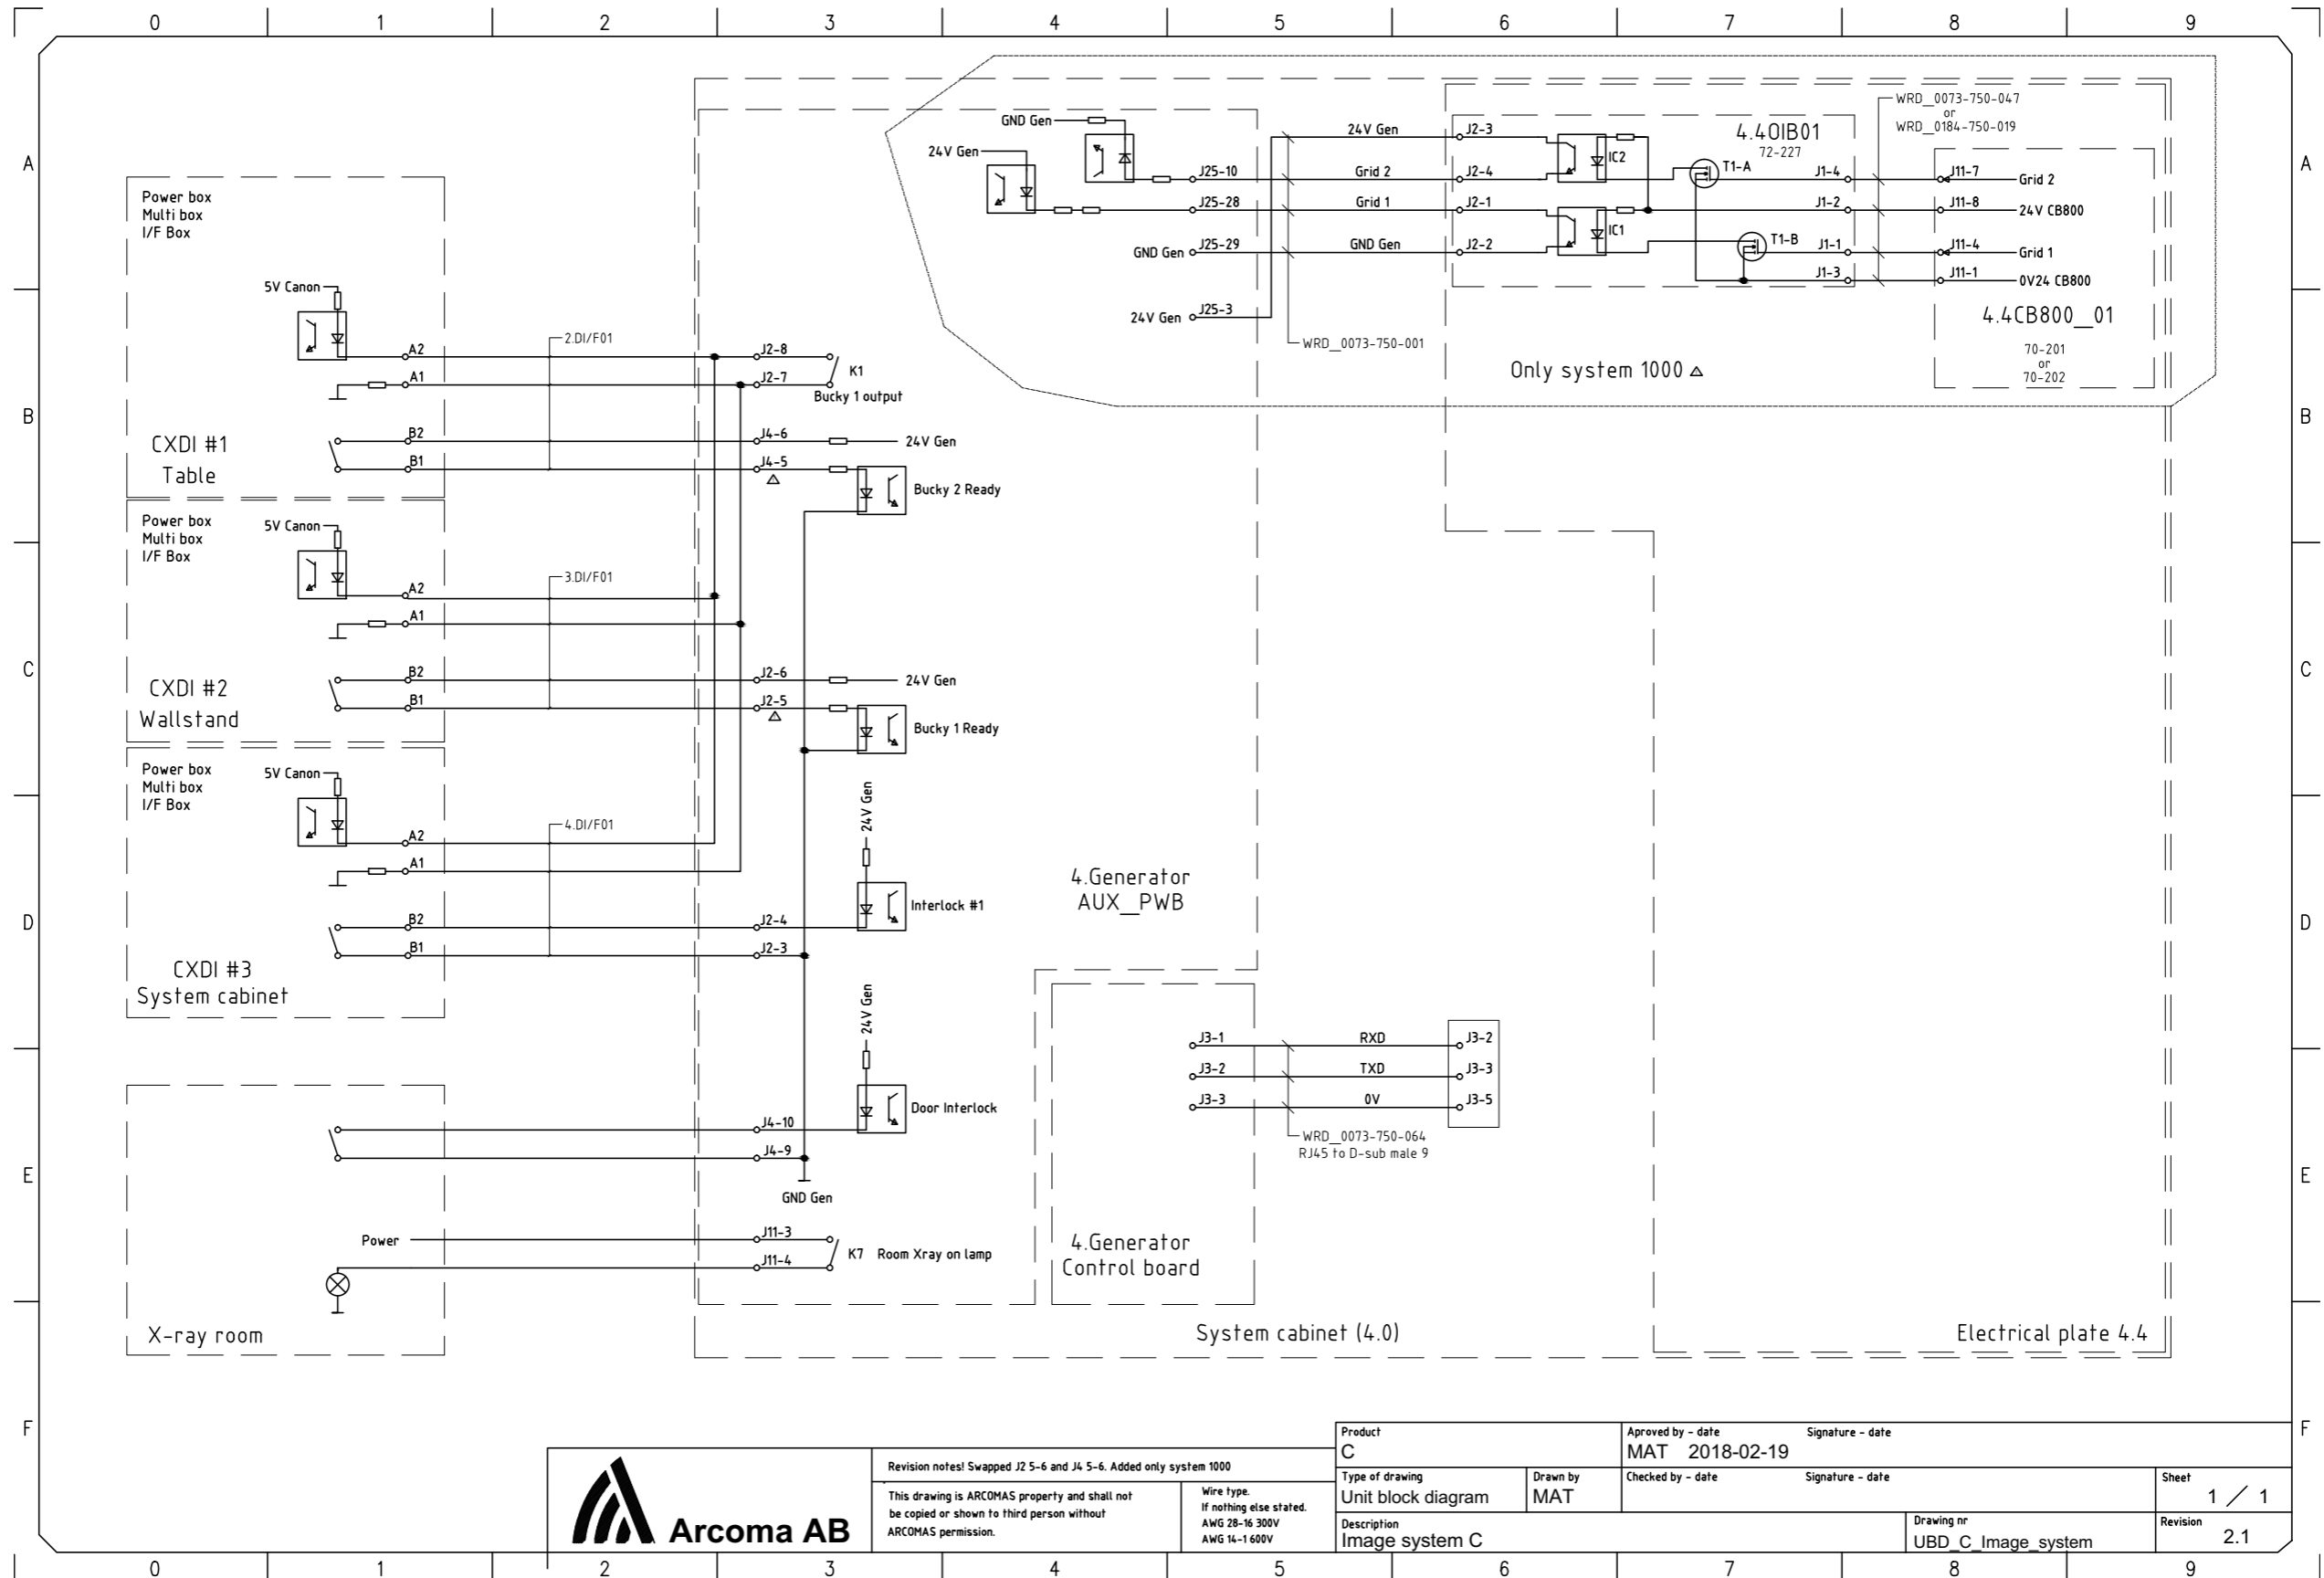 0 1 2 3 4 5 6 7 8 9
A
B
C
D
E
F
A
B
C
D
E
F
Power box
Multi box
I/F Box
5V Canon
A2
A1
B2
B1
CXDI #1
Table
2.DI/F01
Power box
Multi box
I/F Box
5V Canon
A2
A1
B2
B1
CXDI #2
Wallstand
3.DI/F01
Power box
Multi box
I/F Box
5V Canon
A2
A1
B2
B1
CXDI #3
System cabinet
4.DI/F01
Power
X-ray room
J2-8
J2-7
K1
Bucky 1 output
J4-6
24V Gen
J4-5
Bucky 2 Ready
J2-6
24V Gen
J2-5
Bucky 1 Ready
24V Gen
Interlock #1
J2-4
J2-3
24V Gen
Door Interlock
J4-10
J4-9
GND Gen
J11-3
J11-4
K7 Room Xray on lamp
4.Generator
AUX_PWB
GND Gen
24V Gen
J25-10
J25-28
GND Gen
J25-29
24V Gen
J25-3
24V Gen
Grid 2
Grid 1
GND Gen
WRD_0073-750-001
J2-3
J2-4
J2-1
J2-2
IC2
IC1
4.4OIB01
72-227
T1-A
T1-B
J1-4
J1-2
J1-1
J1-3
WRD_0073-750-047
or
WRD_0184-750-019
J11-7
Grid 2
J11-8
24V CB800
J11-4
Grid 1
J11-1
0V24 CB800
4.4CB800_01
70-201
or
70-202
Only system 1000
J3-1
J3-2
J3-3
RXD
TXD
0V
J3-2
J3-3
J3-5
WRD_0073-750-064
RJ45 to D-sub male 9
4.Generator
Control board
System cabinet (4.0)
Electrical plate 4.4
Arcoma AB
Revision notes! Swapped J2 5-6 and J4 5-6. Added only system 1000
This drawing is ARCOMAS property and shall not
be copied or shown to third person without
ARCOMAS permission.
Wire type.
If nothing else stated.
AWG 28-16 300V
AWG 14-1 600V
Product
C
Aproved by - date
Signature - date
MAT 2018-02-19
Type of drawing
Unit block diagram
Drawn by
MAT
Checked by - date
Signature - date
Sheet
1 / 1
Description
Image system C
Drawing nr
UBD_C_Image_system
Revision
2.1
0 1 2 3 4 5 6 7 8 9